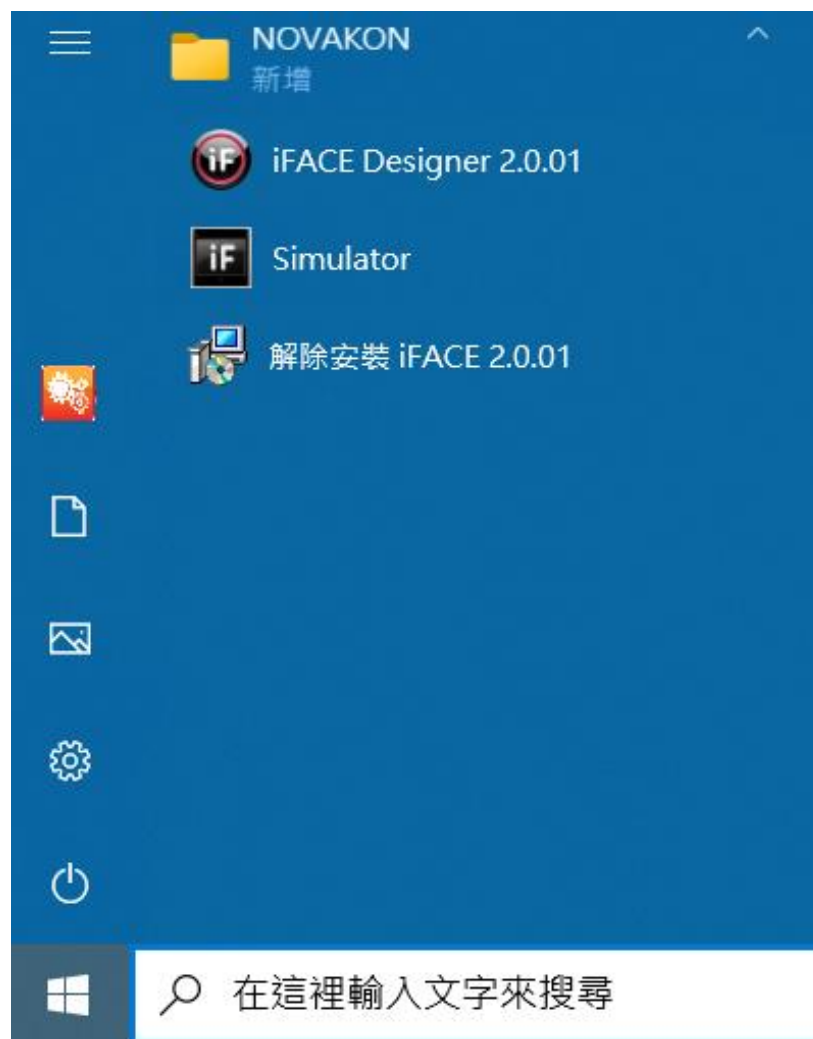 NOVAKON
新增
iF iFACE Designer 2.0.01
iF Simulator
解除安裝 iFACE 2.0.01
在這裡輸入文字來搜尋